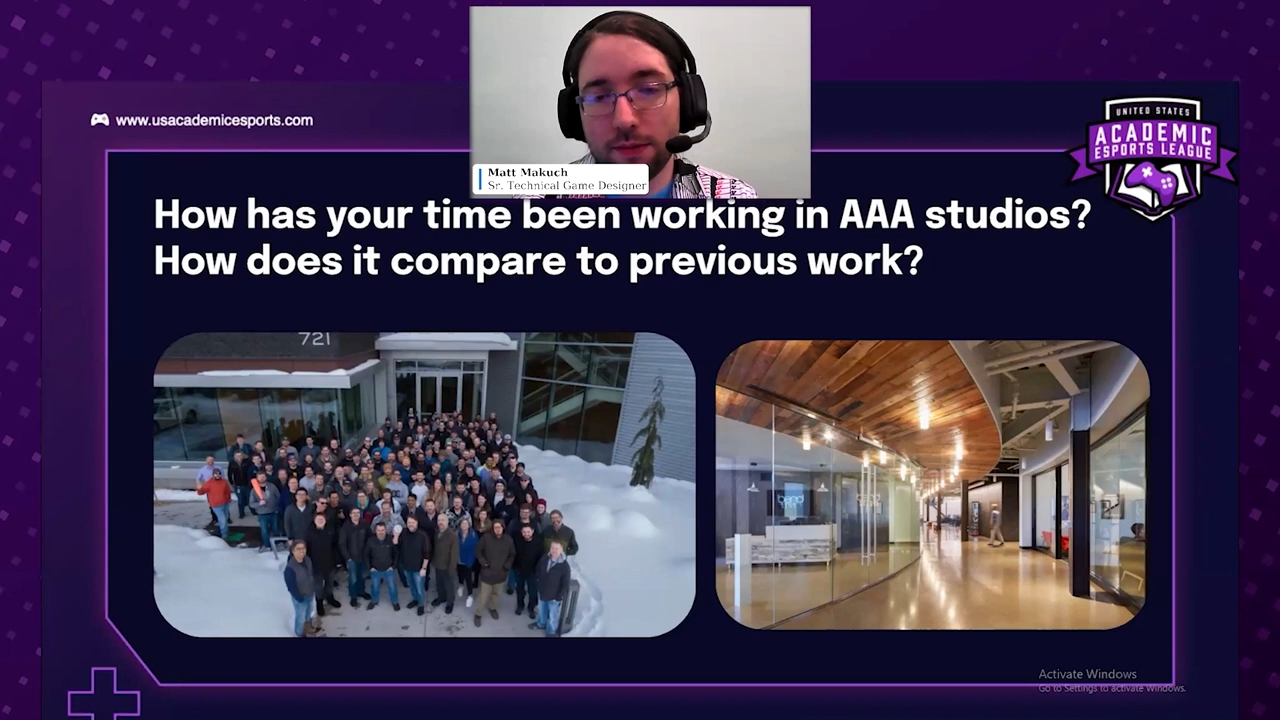 www.usacademicesports.com
Matt Makuch
Sr. Technical Game Designer
UNITED STATES
ACADEMIC
ESPORTS LEAGUE
How has your time been working in AAA studios?
How does it compare to previous work?
721
bend
Activate Windows
Go to Settings to activate Windows.